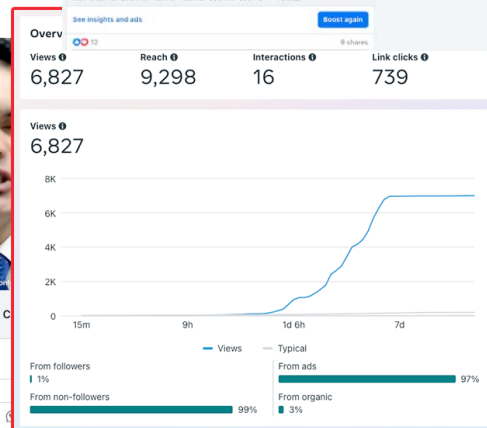 See insights and ads
Boost again
12
9 shares
Overv
Views
Reach
Interactions
Link clicks
6,827
9,298
16
739
Views
6,827
8K
6K
4K
2K
0
15m
9h
1d 6h
7d
Views
Typical
From followers
1%
From ads
97%
From non-followers
99%
From organic
3%
C